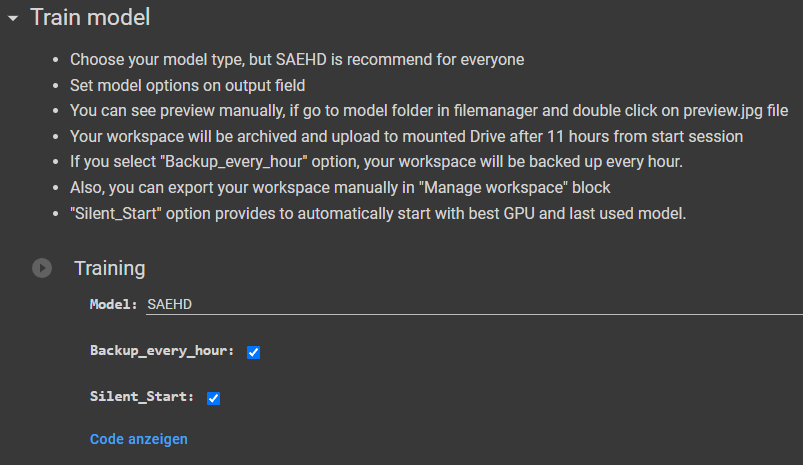 Train model
Choose your model type, but SAEHD is recommend for everyone
Set model options on output field
You can see preview manually, if go to model folder in filemanager and double click on preview.jpg file
Your workspace will be archived and upload to mounted Drive after 11 hours from start session
If you select "Backup_every_hour" option, your workspace will be backed up every hour.
Also, you can export your workspace manually in "Manage workspace" block
"Silent_Start" option provides to automatically start with best GPU and last used model.
Training
Model: SAEHD
Backup_every_hour:
Silent_Start:
Code anzeigen